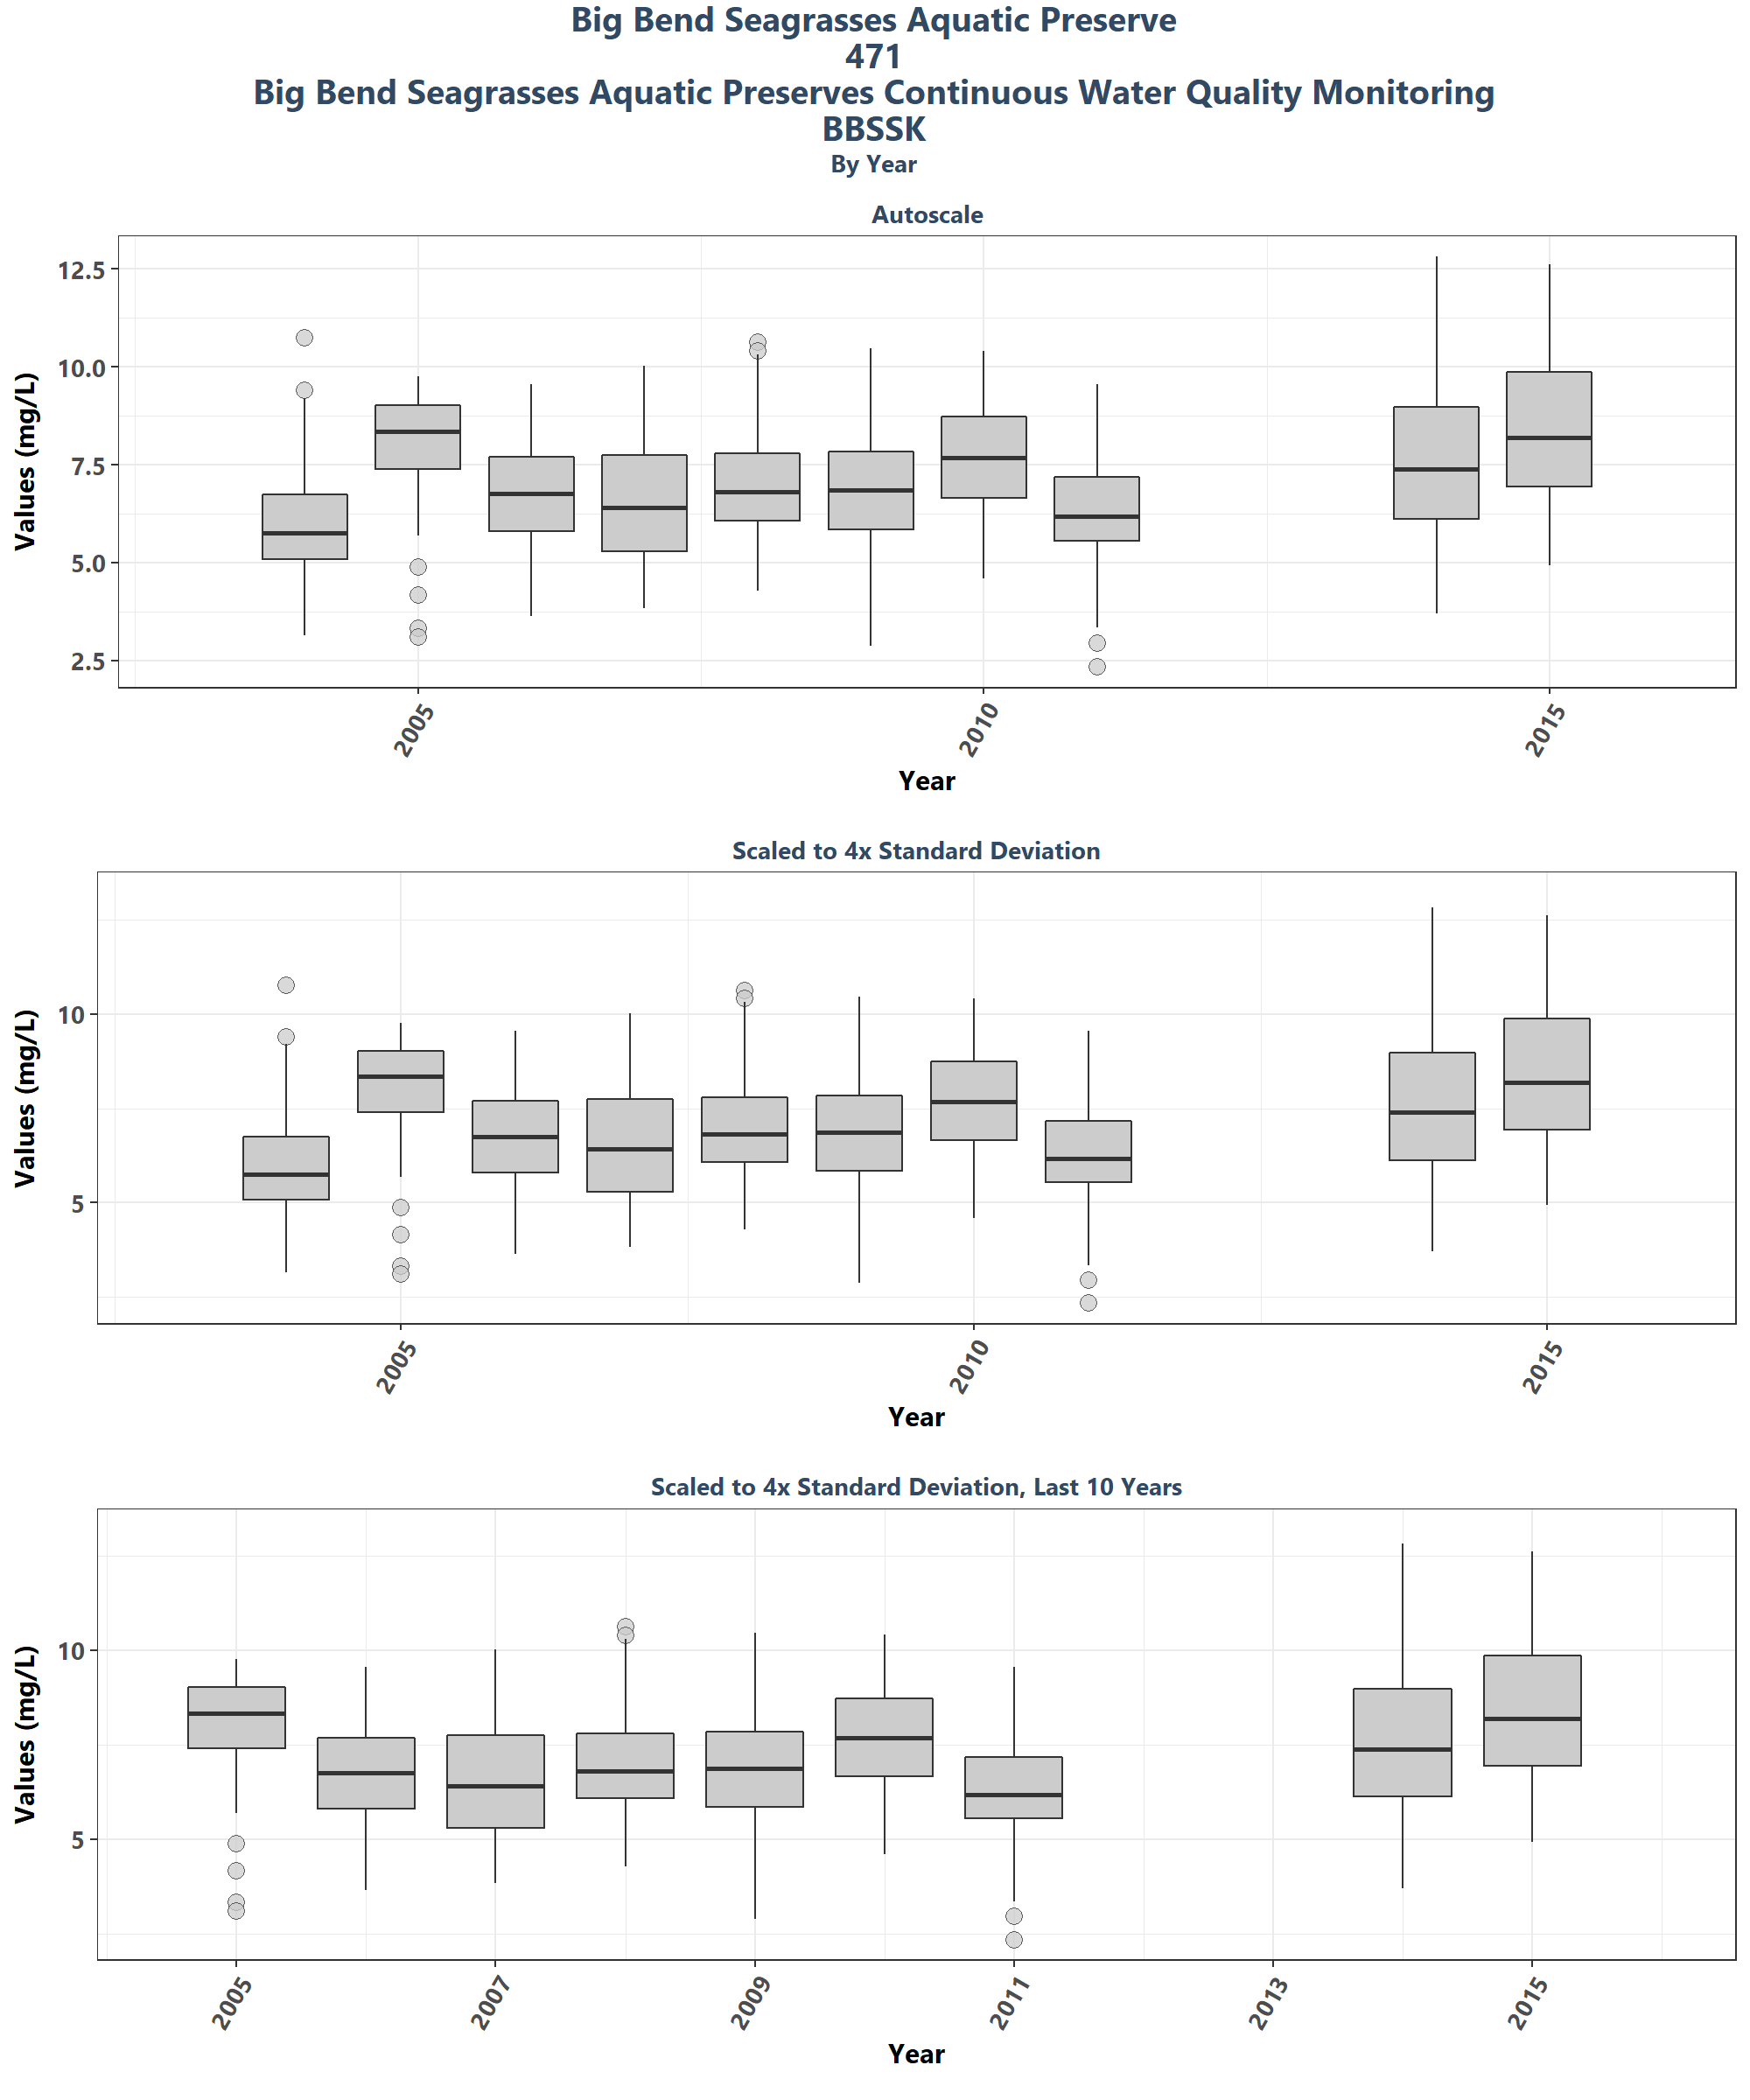 Big Bend Seagrasses Aquatic Preserve
471
Big Bend Seagrasses Aquatic Preserves Continuous Water Quality Monitoring
BBSSK
By Year
Autoscale
12.5
10.0
7.5
5.0
2.5
Values (mg/L)
2005
2010
2015
Year
Scaled to 4x Standard Deviation
10
5
Values (mg/L)
2005
2010
2015
Year
Scaled to 4x Standard Deviation, Last 10 Years
10
5
Values (mg/L)
2005
2007
2009
2011
2013
2015
Year